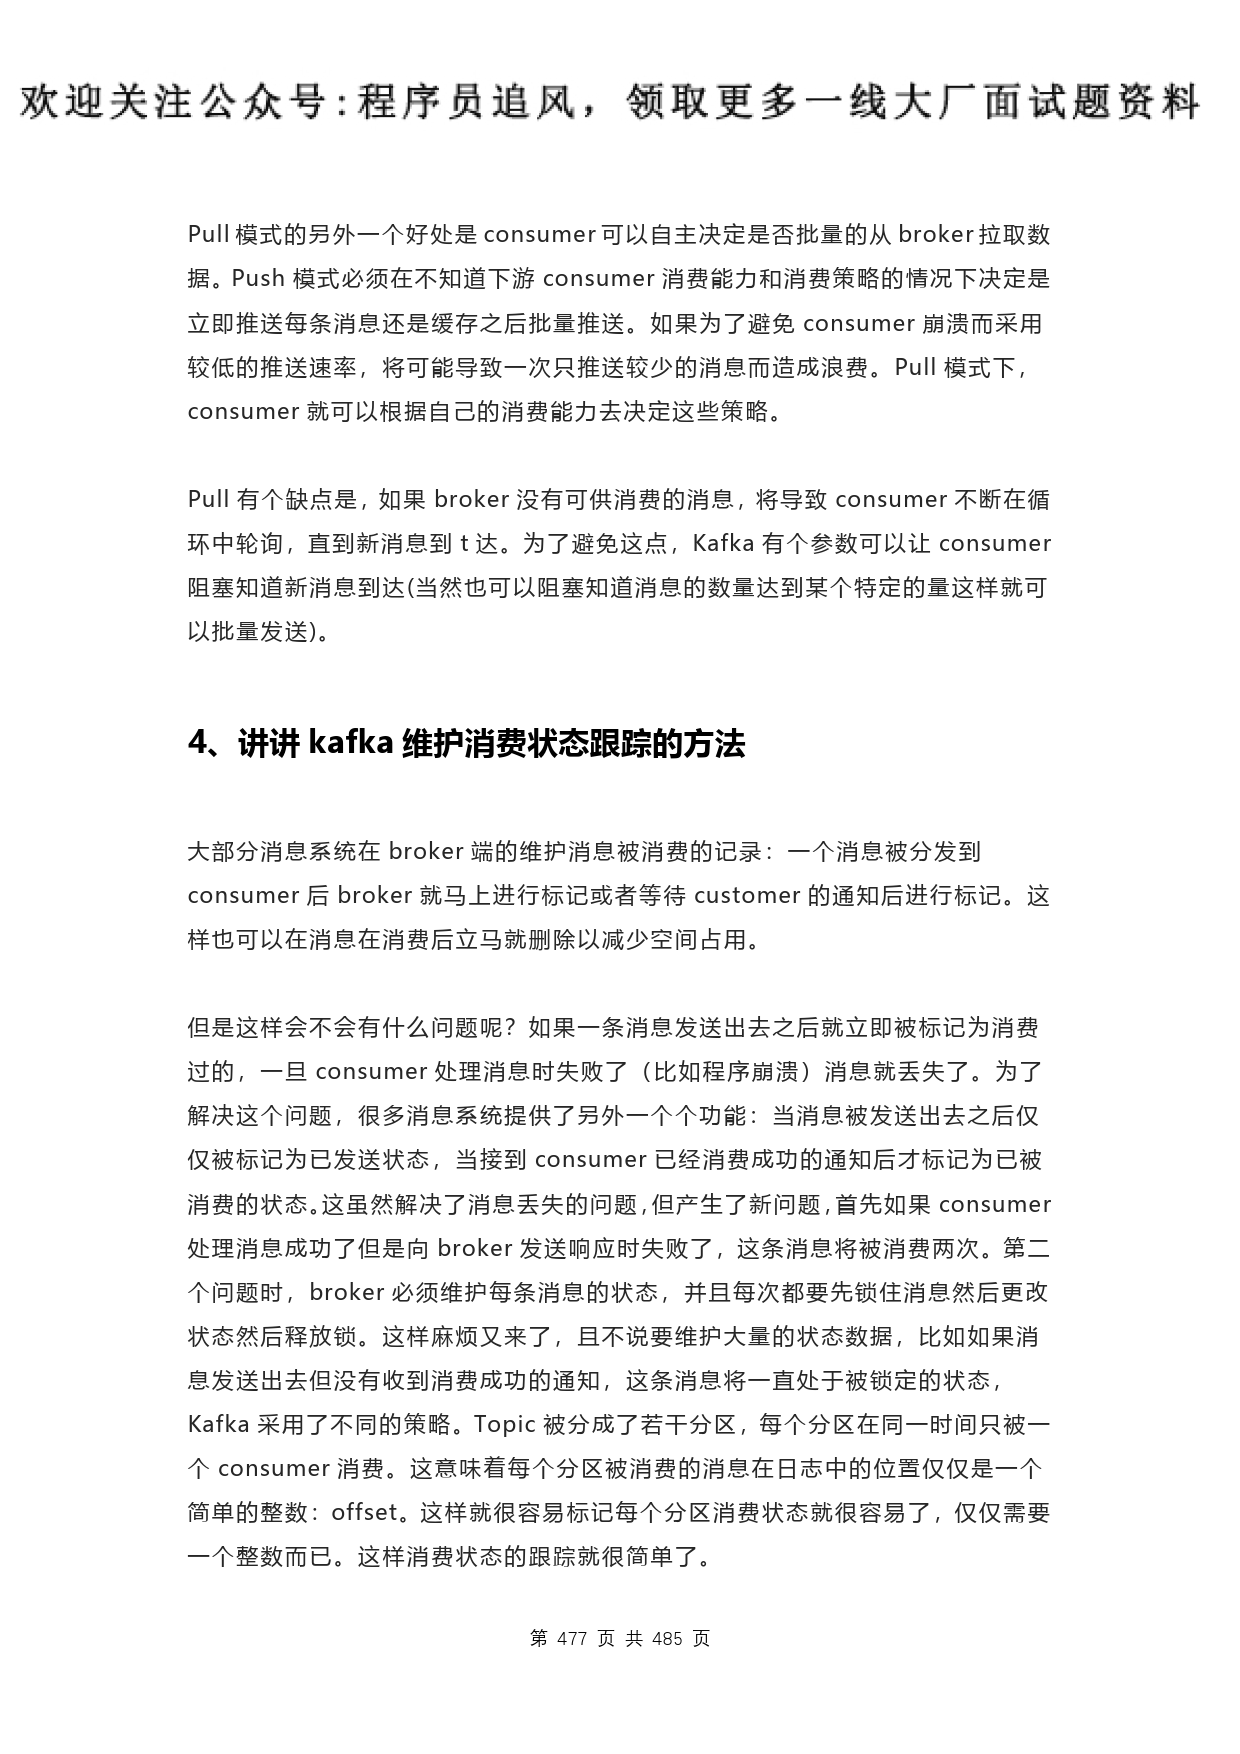 欢迎关注公众号:程序员追风，领取更多一线大厂面试题资料
Pull 模式的另外一个好处是 consumer 可以自主决定是否批量的从 broker 拉取数
据。Push 模式必须在不知道下游 consumer 消费能力和消费策略的情况下决定是
立即推送每条消息还是缓存之后批量推送。如果为了避免 consumer 崩溃而采用
较低的推送速率，将可能导致一次只推送较少的消息而造成浪费。Pull 模式下，
consumer 就可以根据自己的消费能力去决定这些策略。
Pull 有个缺点是，如果 broker 没有可供消费的消息，将导致 consumer 不断在循
环中轮询，直到新消息到 t 达。为了避免这点，Kafka 有个参数可以让 consumer
阻塞知道新消息到达(当然也可以阻塞知道消息的数量达到某个特定的量这样就可
以批量发送)。
4、讲讲 kafka 维护消费状态跟踪的方法
大部分消息系统在 broker 端的维护消息被消费的记录：一个消息被分发到
consumer 后 broker 就马上进行标记或者等待 customer 的通知后进行标记。这
样也可以在消息在消费后立马就删除以减少空间占用。
但是这样会不会有什么问题呢？如果一条消息发送出去之后就立即被标记为消费
过的，一旦 consumer 处理消息时失败了（比如程序崩溃）消息就丢失了。为了
解决这个问题，很多消息系统提供了另外一个个功能：当消息被发送出去之后仅
仅被标记为已发送状态，当接到 consumer 已经消费成功的通知后才标记为已被
消费的状态。这虽然解决了消息丢失的问题，但产生了新问题，首先如果 consumer
处理消息成功了但是向 broker 发送响应时失败了，这条消息将被消费两次。第二
个问题时，broker 必须维护每条消息的状态，并且每次都要先锁住消息然后更改
状态然后释放锁。这样麻烦又来了，且不说要维护大量的状态数据，比如如果消
息发送出去但没有收到消费成功的通知，这条消息将一直处于被锁定的状态，
Kafka 采用了不同的策略。Topic 被分成了若干分区，每个分区在同一时间只被一
个 consumer 消费。这意味着每个分区被消费的消息在日志中的位置仅仅是一个
简单的整数：offset。这样就很容易标记每个分区消费状态就很容易了，仅仅需要
一个整数而已。这样消费状态的跟踪就很简单了。
第 477 页 共 485 页